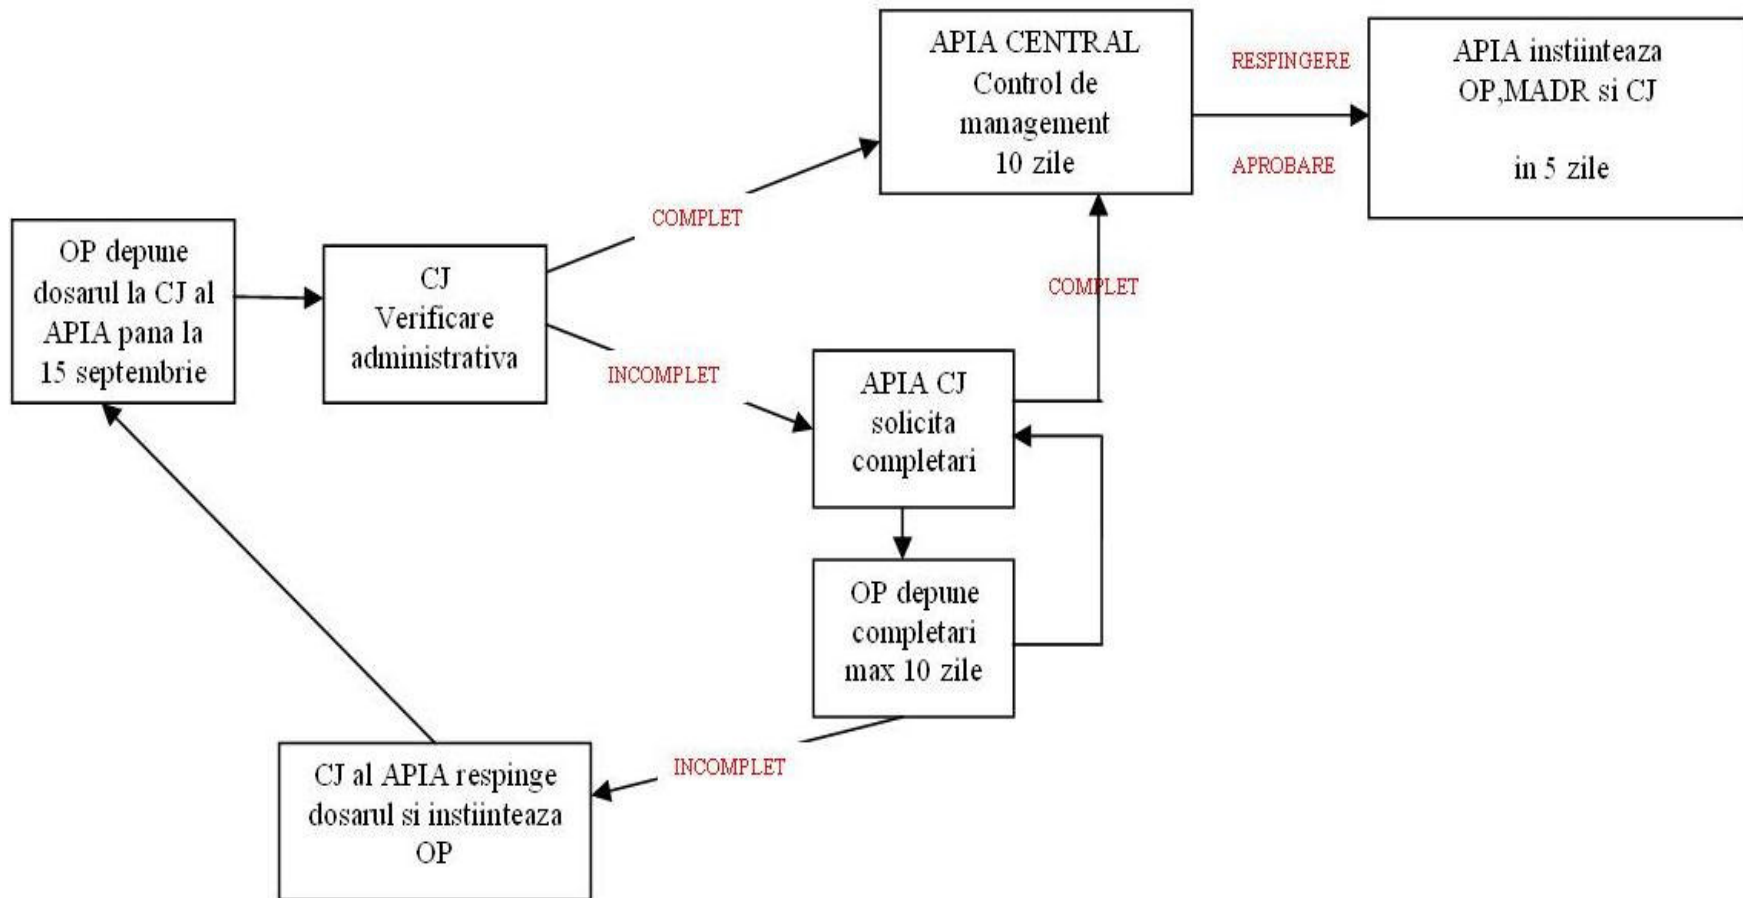 APIA CENTRAL
Control de
management
10 zile
RESPINGERE
APROBARE
APIA instiinteaza
OP,MADR si CJ
in 5 zile
COMPLET
OP depune
dosarul la CJ al
APIA pana la
15 septembrie
CJ
Verificare
administrativa
COMPLET
INCOMPLET
APIA CJ
solicita
completari
OP depune
completari
max 10 zile
INCOMPLET
CJ al APIA respinge
dosarul si instiinteaza
OP